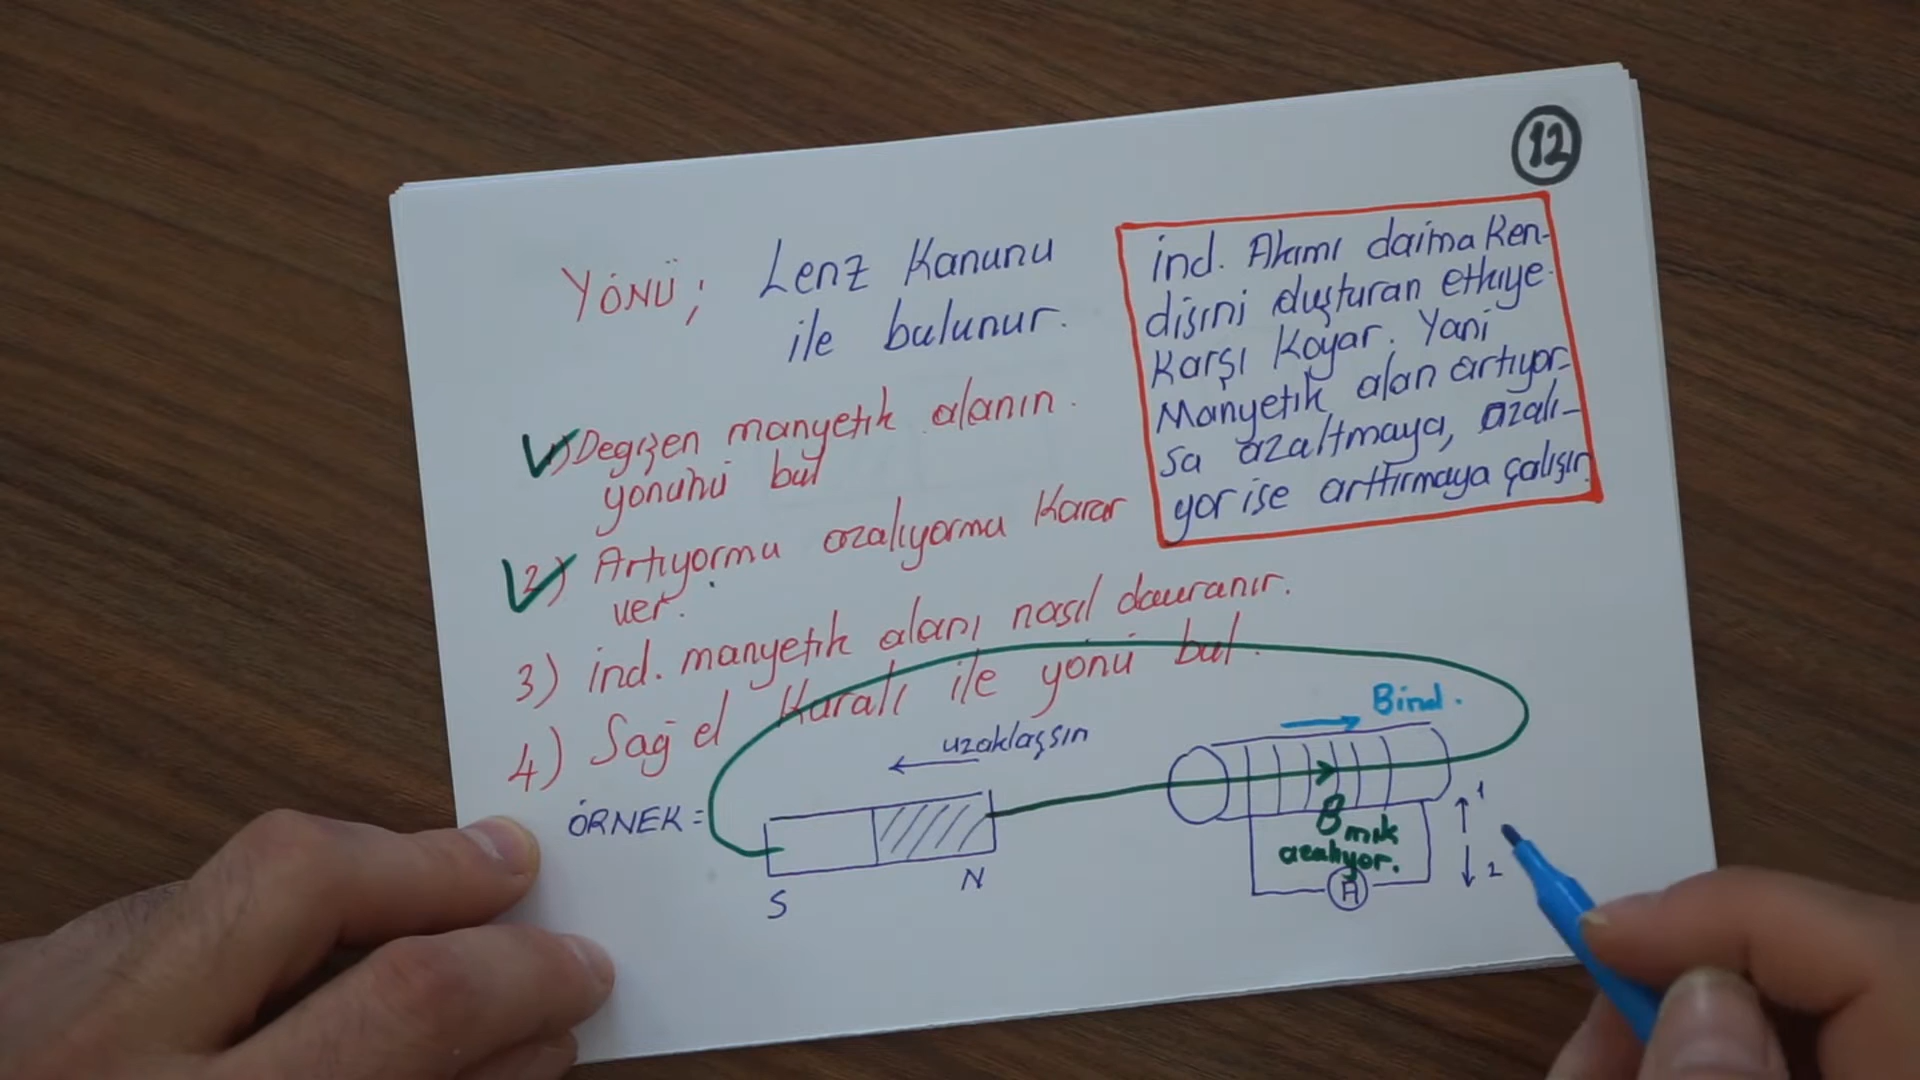 12
YÖNÜ; Lenz Kanunu
ile bulunur.
ind. Akımı daima Ken-
disini duşturan etkiye
Karşı Koyar. Yani
Manyetik alan artıyor-
sa azaltmaya, azalı-
yor ise arttırmaya çalışır.
1) Değişen manyetik alanın
yönünü bul
2) Artıyormu azalıyormu Karar
ver.
3) ind. manyetik alanı nasıl davranır.
4) Sağ el Kuralı ile yönü bul.
ÖRNEK =
uzaklaşsın
Bind.
B mık
azalıyor.
1
2
A
S
N